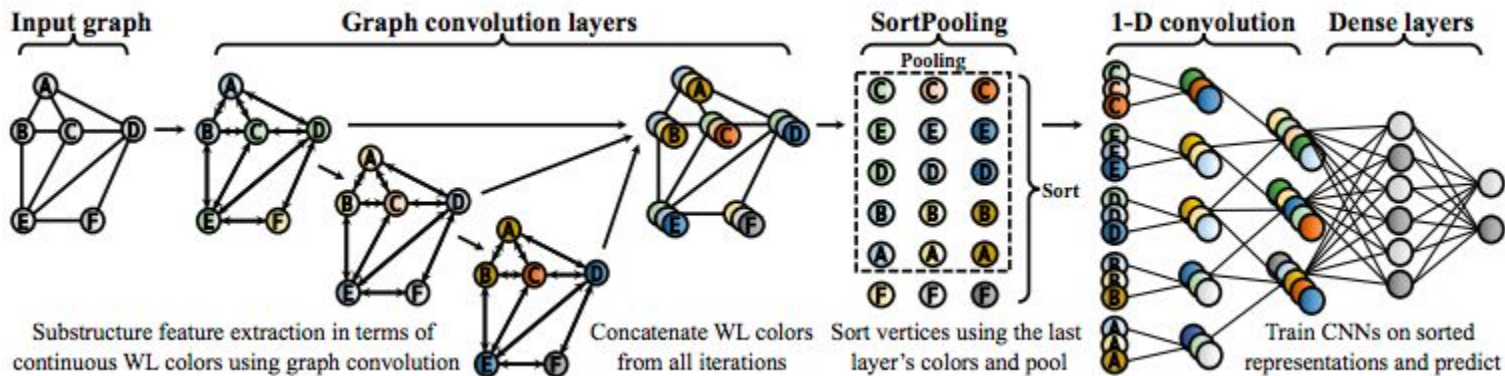 Input graph
Graph convolution layers
SortPooling
1-D convolution
Dense layers
Pooling
A
B C D
E F
A
B C D
E F
A
B C D
E F
A
B C D
E F
A
B C D
E F
C C C
E E E
D D D
B B B
A A A
F F F
Sort
C
C
C
E
E
E
D
D
D
B
B
B
A
A
A
Substructure feature extraction in terms of
continuous WL colors using graph convolution
Concatenate WL colors
from all iterations
Sort vertices using the last
layer's colors and pool
Train CNNs on sorted
representations and predict